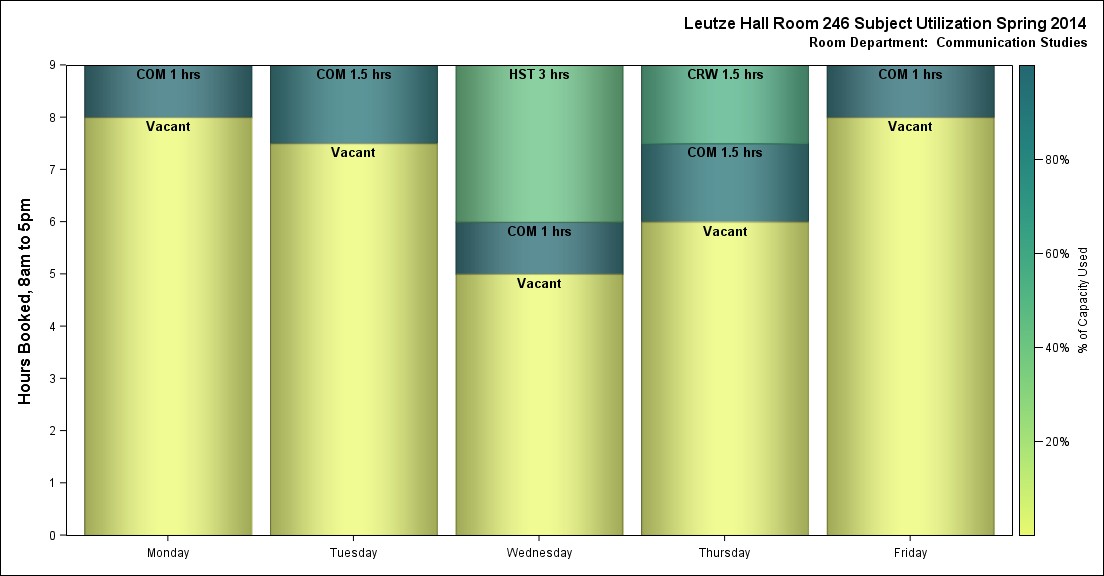 Leutze Hall Room 246 Subject Utilization Spring 2014
Room Department:  Communication Studies
Hours Booked, 8am to 5pm
9
8
7
6
5
4
3
2
1
0
COM 1 hrs
Vacant
COM 1.5 hrs
Vacant
HST 3 hrs
COM 1 hrs
Vacant
CRW 1.5 hrs
COM 1.5 hrs
Vacant
COM 1 hrs
Vacant
Monday
Tuesday
Wednesday
Thursday
Friday
80%
60%
40%
20%
% of Capacity Used